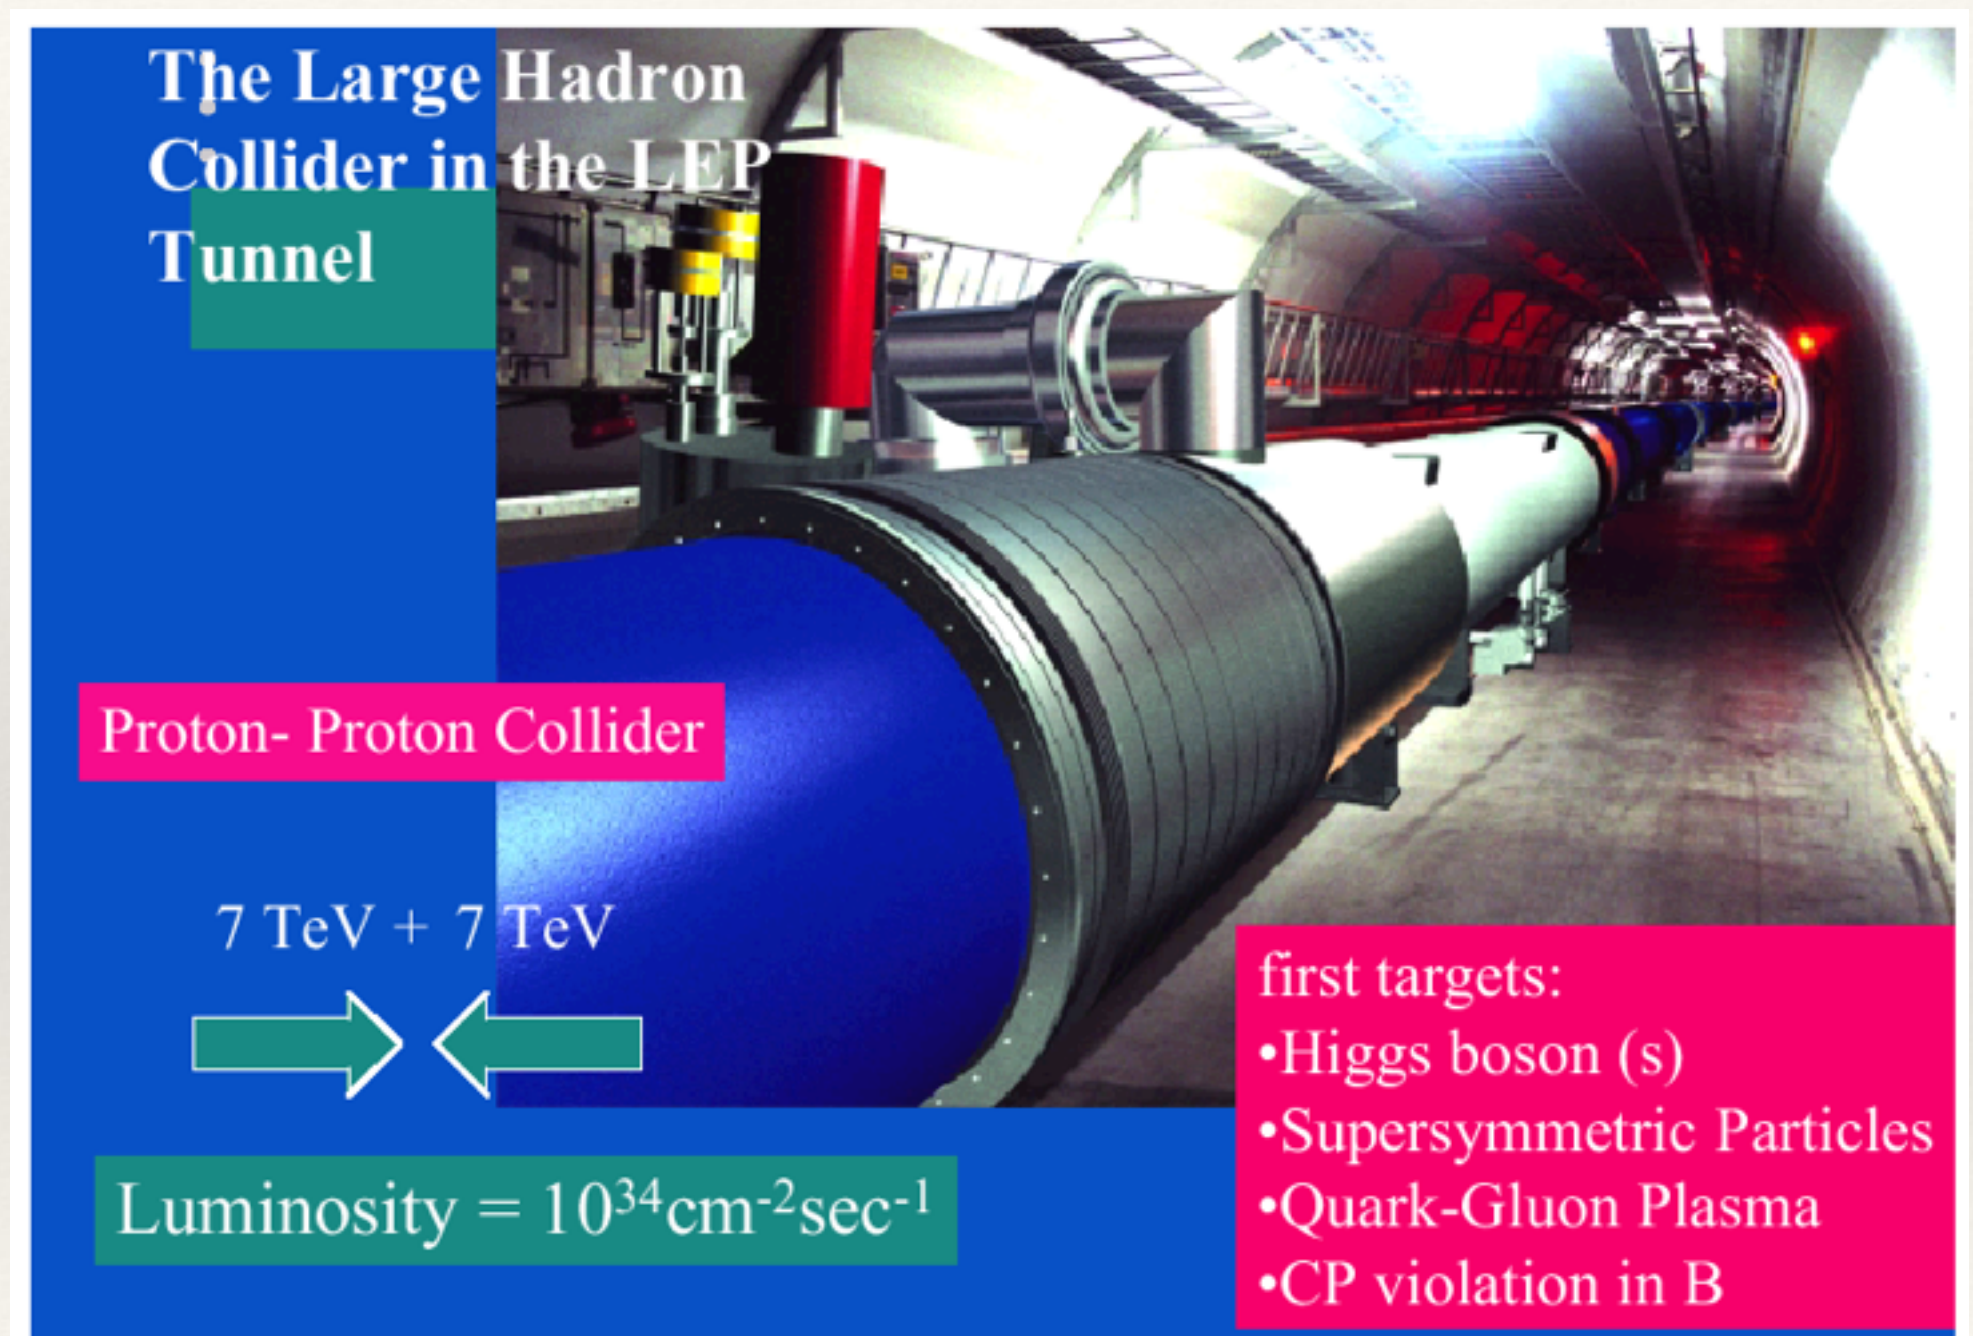 The Large Hadron
Collider in the LEP
Tunnel
Proton- Proton Collider
7 TeV + 7 TeV
Luminosity = 10³⁴cm⁻²sec⁻¹
first targets:
•Higgs boson (s)
•Supersymmetric Particles
•Quark-Gluon Plasma
•CP violation in B